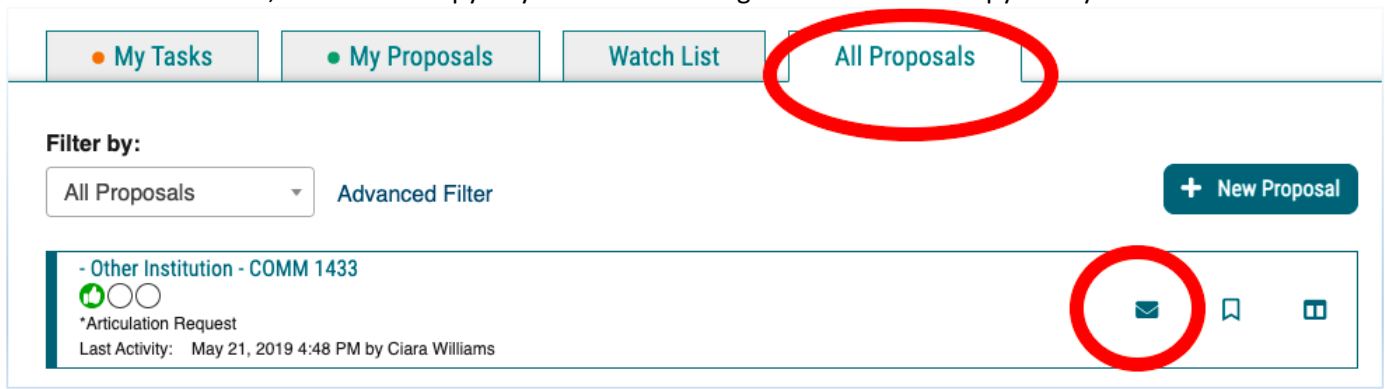 My Tasks
My Proposals
Watch List
All Proposals
Filter by:
All Proposals
Advanced Filter
+ New Proposal
- Other Institution - COMM 1433
*Articulation Request
Last Activity: May 21, 2019 4:48 PM by Ciara Williams